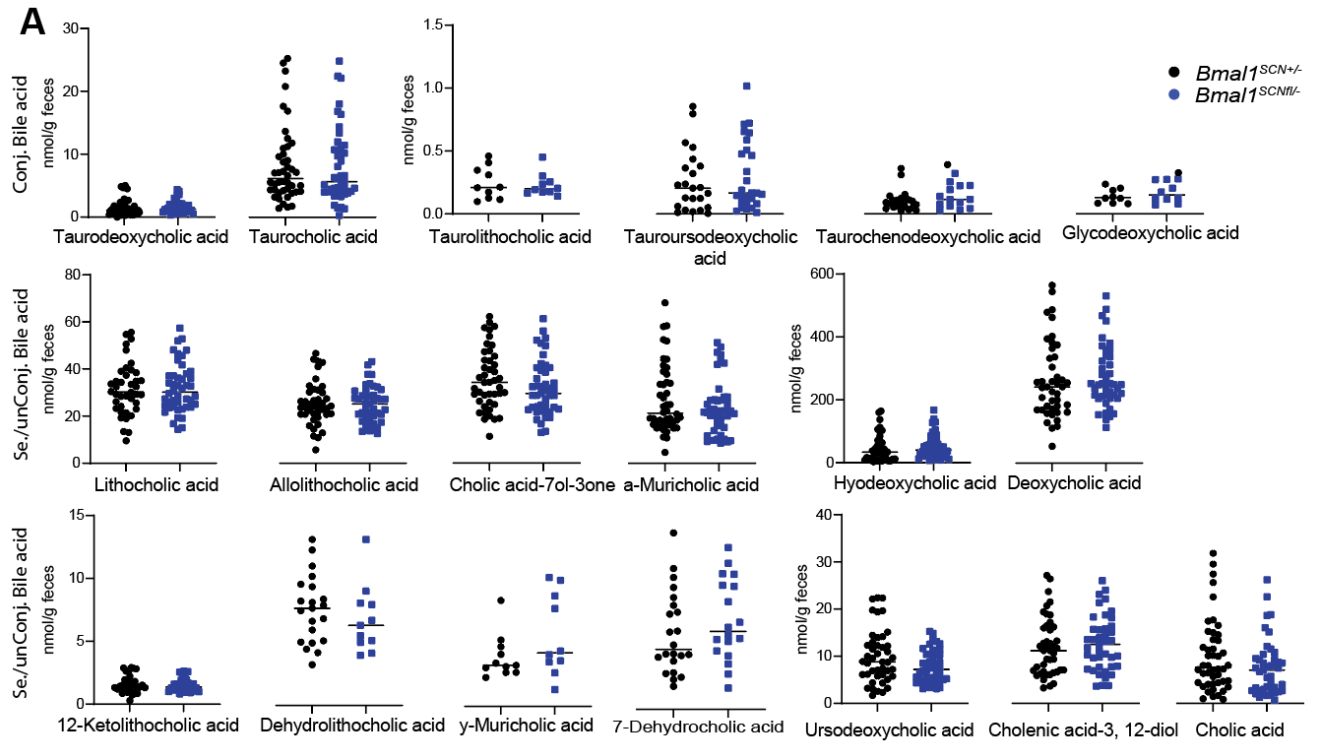 A
Conj. Bile acid
nmol/g feces
30
20
10
0
Taurodeoxycholic acid
Taurocholic acid
nmol/g feces
1.5
1.0
0.5
0.0
Taurolithocholic acid
Tauroursodeoxycholic
acid
Taurochenodeoxycholic acid
Glycodeoxycholic acid
Bmal1SCN+/-
Bmal1SCNfl/-
Se./unConj. Bile acid
nmol/g feces
80
60
40
20
0
Lithocholic acid
Allolithocholic acid
Cholic acid-7ol-3one
a-Muricholic acid
nmol/g feces
600
400
200
0
Hyodeoxycholic acid
Deoxycholic acid
Se./unConj. Bile acid
nmol/g feces
15
10
5
0
12-Ketolithocholic acid
Dehydrolithocholic acid
y-Muricholic acid
7-Dehydrocholic acid
nmol/g feces
40
30
20
10
0
Ursodeoxycholic acid
Cholenic acid-3, 12-diol
Cholic acid